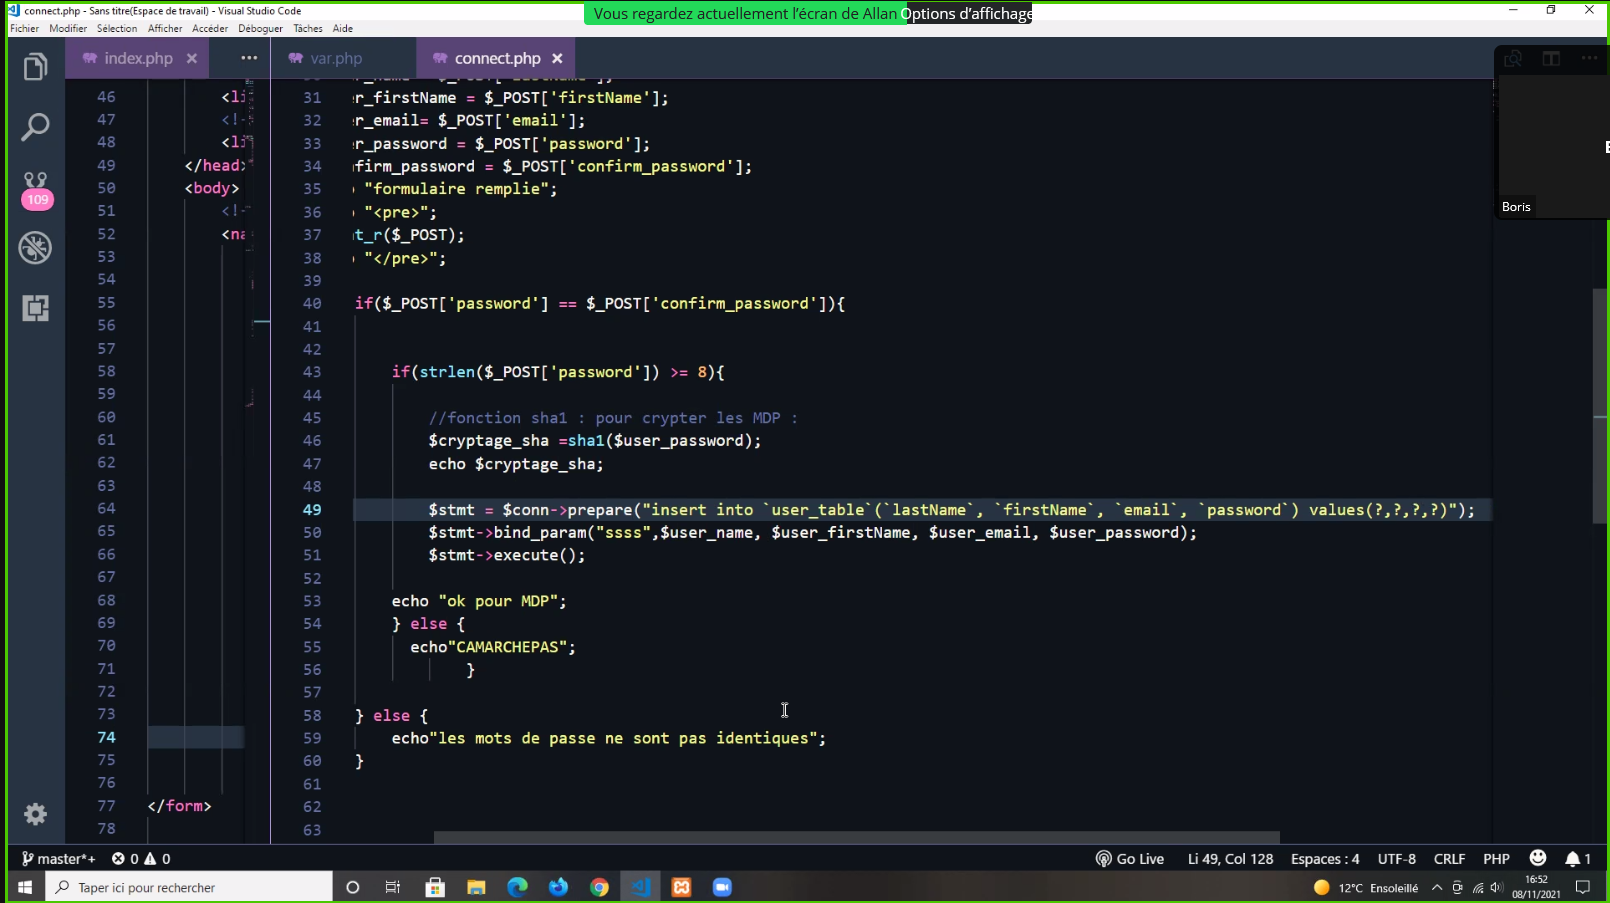 connect.php - Sans titre(Espace de travail) - Visual Studio Code
Vous regardez actuellement l'écran de Allan
Options d'affichage
Fichier Modifier Sélection Afficher Accéder Déboguer Tâches Aide
index.php
var.php
connect.php
46 <li
47 <!-
48 <li
49 </head>
50 <body>
51 <!-
52 <na
53
54
55
56
57
58
59
60
61
62
63
64
65
66
67
68
69
70
71
72
73
74
75
76
77 </form>
78
31 r_firstName = $_POST['firstName'];
32 r_email= $_POST['email'];
33 r_password = $_POST['password'];
34 firm_password = $_POST['confirm_password'];
35 "formulaire remplie";
36 "<pre>";
37 t_r($_POST);
38 "</pre>";
39
40 if($_POST['password'] == $_POST['confirm_password']){
41
42
43 if(strlen($_POST['password']) >= 8){
44
45 //fonction sha1 : pour crypter les MDP :
46 $cryptage_sha =sha1($user_password);
47 echo $cryptage_sha;
48
49 $stmt = $conn->prepare("insert into `user_table`(`lastName`, `firstName`, `email`, `password`) values(?,?,?,?)");
50 $stmt->bind_param("ssss",$user_name, $user_firstName, $user_email, $user_password);
51 $stmt->execute();
52
53 echo "ok pour MDP";
54 } else {
55 echo"CAMARCHEPAS";
56 }
57
58 } else {
59 echo"les mots de passe ne sont pas identiques";
60 }
61
62
63
109
Boris
master*+ 0 0
Go Live Li 49, Col 128 Espaces : 4 UTF-8 CRLF PHP 1
Taper ici pour rechercher
12°C Ensoleillé
16:52
08/11/2021